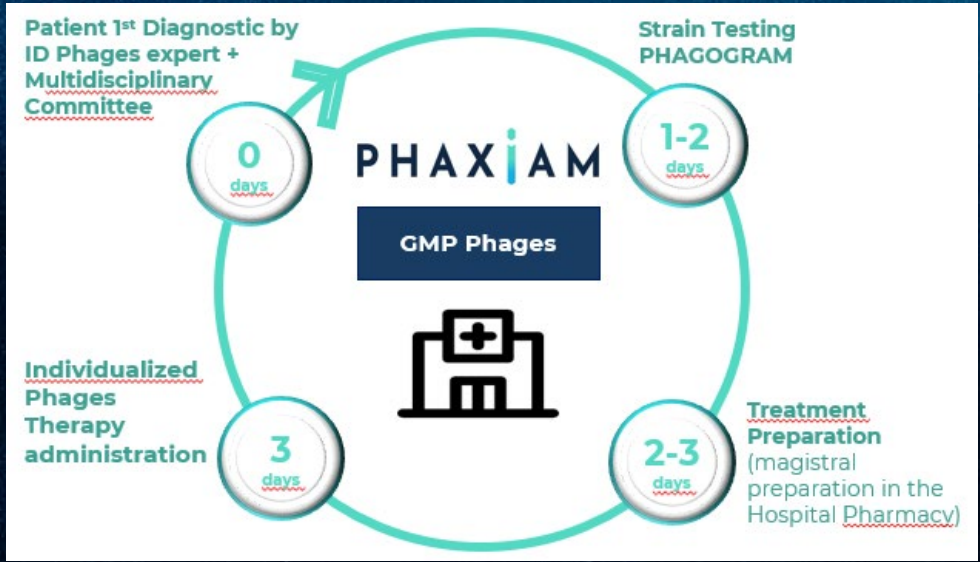 Patient 1st Diagnostic by
ID Phages expert +
Multidisciplinary
Committee
0
days
Strain Testing
PHAGOGRAM
1-2
days
PHAXiAM
GMP Phages
Treatment
Preparation
(magistral
preparation in the
Hospital Pharmacy)
2-3
days
Individualized
Phages
Therapy
administration
3
days